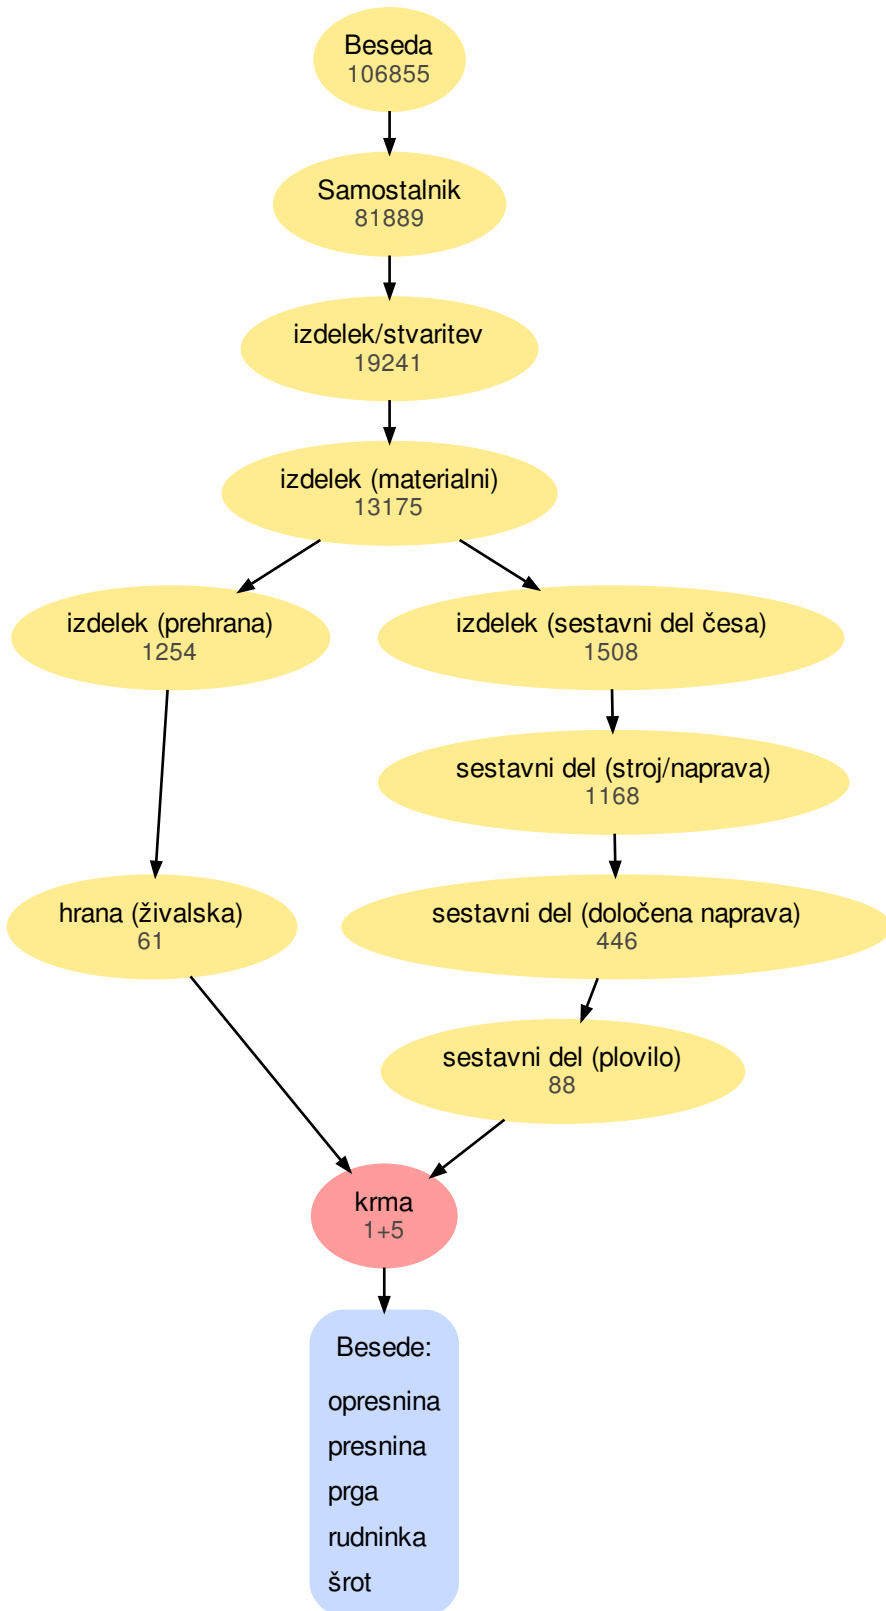 Beseda
106855
Samostalnik
81889
izdelek/stvaritev
19241
izdelek (materialni)
13175
izdelek (prehrana)
1254
izdelek (sestavni del česa)
1508
sestavni del (stroj/naprava)
1168
hrana (živalska)
61
sestavni del (določena naprava)
446
sestavni del (plovilo)
88
krma
1+5
Besede:
opresnina
presnina
prga
rudninka
šrot